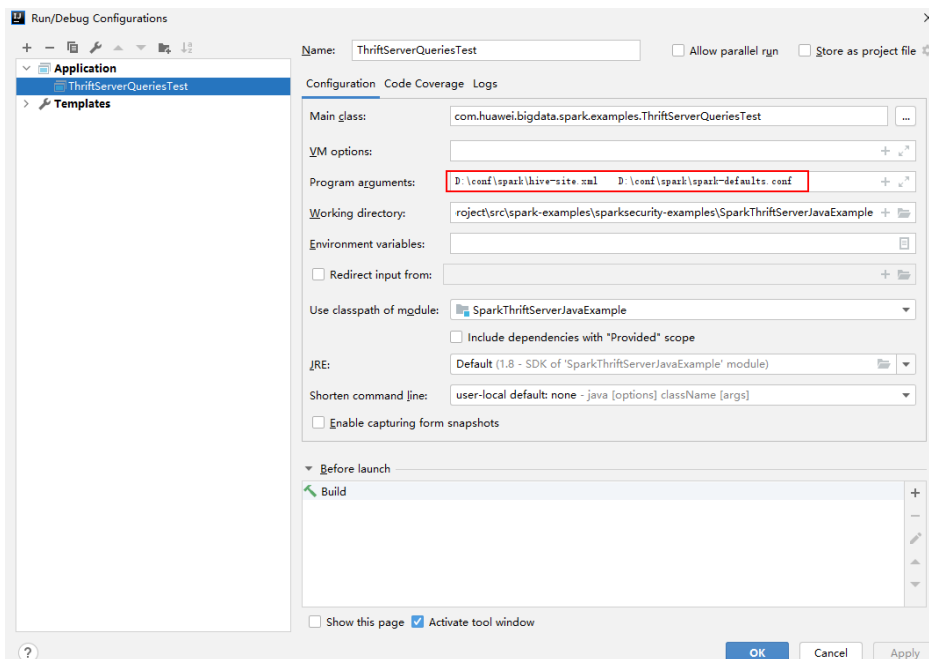 Run/Debug Configurations
Name: ThriftServerQueriesTest Allow parallel run Store as project file
Application
ThriftServerQueriesTest
Templates
Configuration Code Coverage Logs
Main class: com.huawei.bigdata.spark.examples.ThriftServerQueriesTest ...
VM options:
Program arguments: D:\conf\spark\hive-site.xml D:\conf\spark\spark-defaults.conf
Working directory: roject\src\spark-examples\sparksecurity-examples\SparkThriftServerJavaExample
Environment variables:
Redirect input from:
Use classpath of module: SparkThriftServerJavaExample
Include dependencies with "Provided" scope
JRE: Default (1.8 - SDK of 'SparkThriftServerJavaExample' module)
Shorten command line: user-local default: none - java [options] className [args]
Enable capturing form snapshots
Before launch
Build
Show this page Activate tool window
? OK Cancel Apply